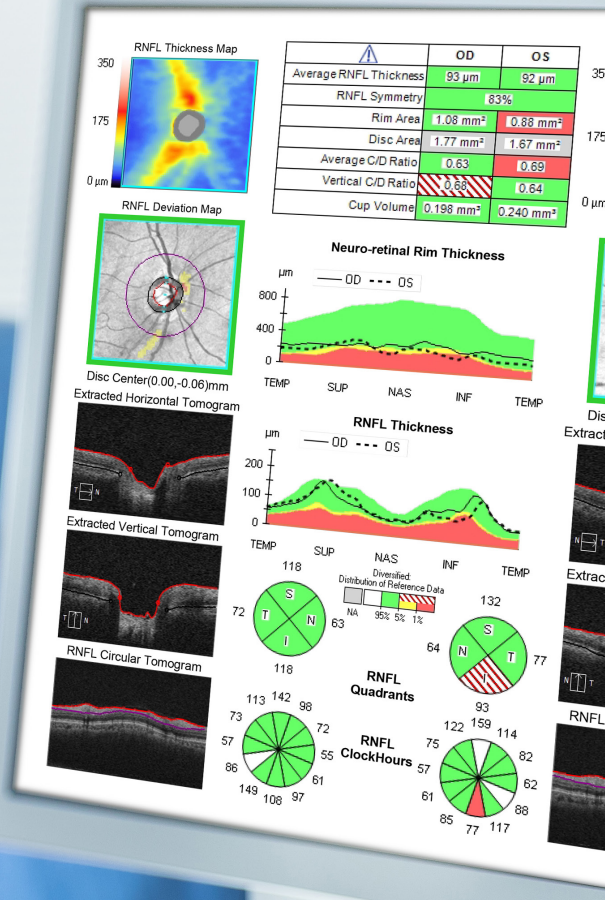 RNFL Thickness Map
350
175
0 µm
OD
OS
Average RNFL Thickness 93 µm 92 µm
RNFL Symmetry 83%
Rim Area 1.08 mm² 0.88 mm²
Disc Area 1.77 mm² 1.67 mm²
Average C/D Ratio 0.63 0.69
Vertical C/D Ratio 0.68 0.64
Cup Volume 0.198 mm³ 0.240 mm³
175
0 µm
RNFL Deviation Map
Disc Center(0.00,-0.06)mm
Neuro-retinal Rim Thickness
µm
OD OS
800
400
0
TEMP SUP NAS INF TEMP
Extracted Horizontal Tomogram
T N
RNFL Thickness
µm
OD OS
200
100
0
TEMP SUP NAS INF TEMP
Extracted Vertical Tomogram
T N
Diversified:
Distribution of Reference Data
NA 95% 5% 1%
118
72 S T N I 63
118
132
64 S N T I 77
93
RNFL
Quadrants
RNFL Circular Tomogram
113 142 98
73 72
57 55
86 61
149 108 97
RNFL
ClockHours
122 159 114
75 82
57 62
61 88
85 77 117
N
N
RNFL